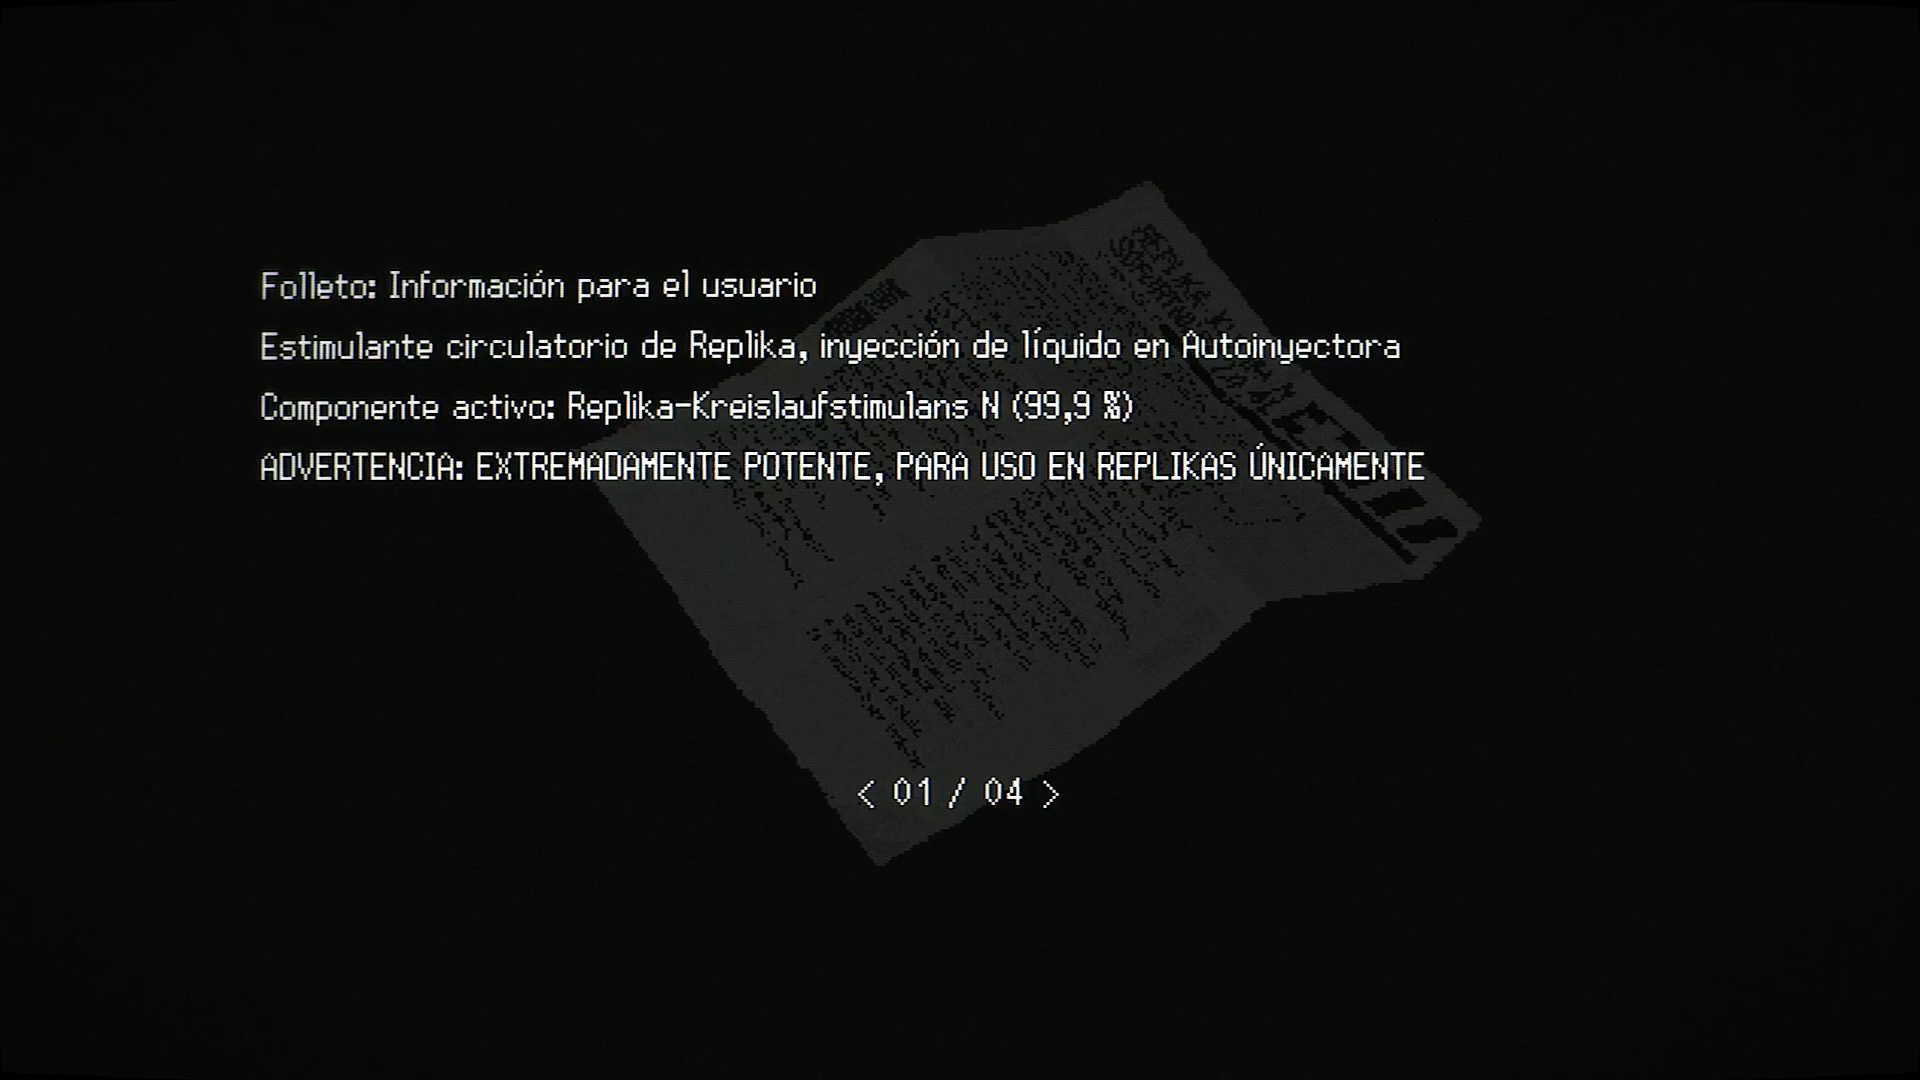 Folleto: Información para el usuario
Estimulante circulatorio de Replika, inyección de líquido en Autoinyectora
Componente activo: Replika-Kreislaufstimulans N (99,9 %)
ADVERTENCIA: EXTREMADAMENTE POTENTE, PARA USO EN REPLIKAS ÚNICAMENTE
< 01 / 04 >